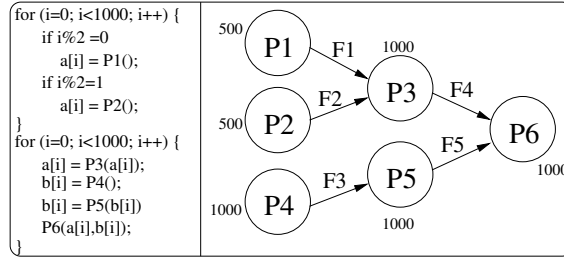 for (i=0; i<1000; i++) {
if i%2 =0
a[i] = P1();
if i%2=1
a[i] = P2();
}
for (i=0; i<1000; i++) {
a[i] = P3(a[i]);
b[i] = P4();
b[i] = P5(b[i])
P6(a[i],b[i]);
}
500
P1
F1
1000
P3
F4
500
P2
F2
P6
1000
F5
P5
1000
F3
1000
P4